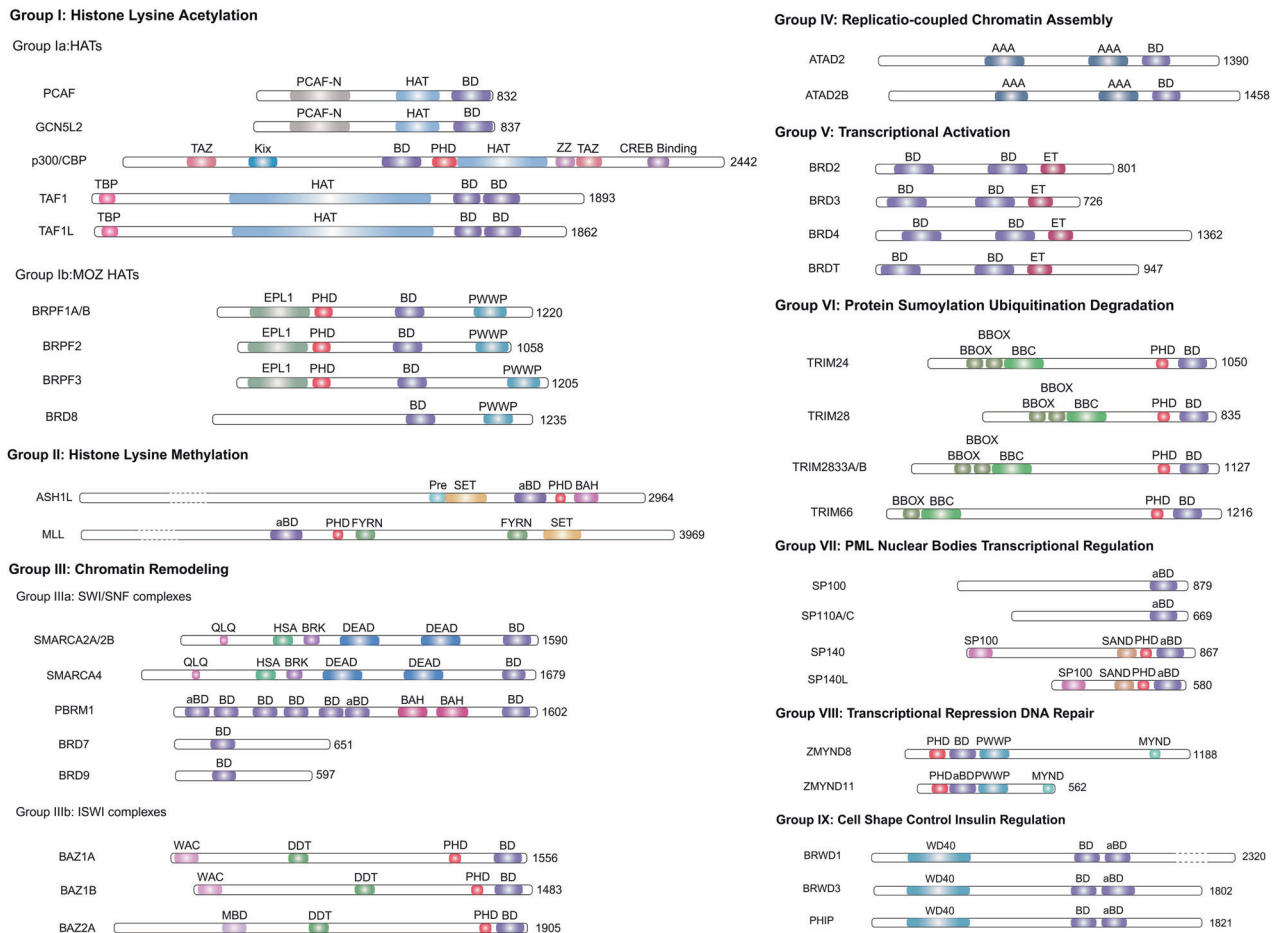 Group I: Histone Lysine Acetylation
Group Ia:HATs
PCAF-N HAT BD
PCAF 832
PCAF-N HAT BD
GCN5L2 837
TAZ Kix BD PHD HAT ZZ TAZ CREB Binding
p300/CBP 2442
TBP HAT BD BD
TAF1 1893
TBP HAT BD BD
TAF1L 1862
Group Ib:MOZ HATs
EPL1 PHD BD PWWP
BRPF1A/B 1220
EPL1 PHD BD PWWP
BRPF2 1058
EPL1 PHD BD PWWP
BRPF3 1205
BD PWWP
BRD8 1235
Group II: Histone Lysine Methylation
Pre SET aBD PHD BAH
ASH1L 2964
aBD PHD FYRN FYRN SET
MLL 3969
Group III: Chromatin Remodeling
Group IIIa: SWI/SNF complexes
QLQ HSA BRK DEAD DEAD BD
SMARCA2A/2B 1590
QLQ HSA BRK DEAD DEAD BD
SMARCA4 1679
aBD BD BD BD BD aBD BAH BAH BD
PBRM1 1602
BD
BRD7 651
BD
BRD9 597
Group IIIb: ISWI complexes
WAC DDT PHD BD
BAZ1A 1556
WAC DDT PHD BD
BAZ1B 1483
MBD DDT PHD BD
BAZ2A 1905
Group IV: Replicatio-coupled Chromatin Assembly
AAA AAA BD
ATAD2 1390
AAA AAA BD
ATAD2B 1458
Group V: Transcriptional Activation
BD BD ET
BRD2 801
BD BD ET
BRD3 726
BD BD ET
BRD4 1362
BD BD ET
BRDT 947
Group VI: Protein Sumoylation Ubiquitination Degradation
BBOX
BBOX BBC PHD BD
TRIM24 1050
BBOX
BBOX BBC PHD BD
TRIM28 835
BBOX
BBOX BBC PHD BD
TRIM2833A/B 1127
BBOX BBC PHD BD
TRIM66 1216
Group VII: PML Nuclear Bodies Transcriptional Regulation
aBD
SP100 879
aBD
SP110A/C 669
SP100 SAND PHD aBD
SP140 867
SP100 SAND PHD aBD
SP140L 580
Group VIII: Transcriptional Repression DNA Repair
PHD BD PWWP MYND
ZMYND8 1188
PHD aBD PWWP MYND
ZMYND11 562
Group IX: Cell Shape Control Insulin Regulation
WD40 BD aBD
BRWD1 2320
WD40 BD aBD
BRWD3 1802
WD40 BD aBD
PHIP 1821